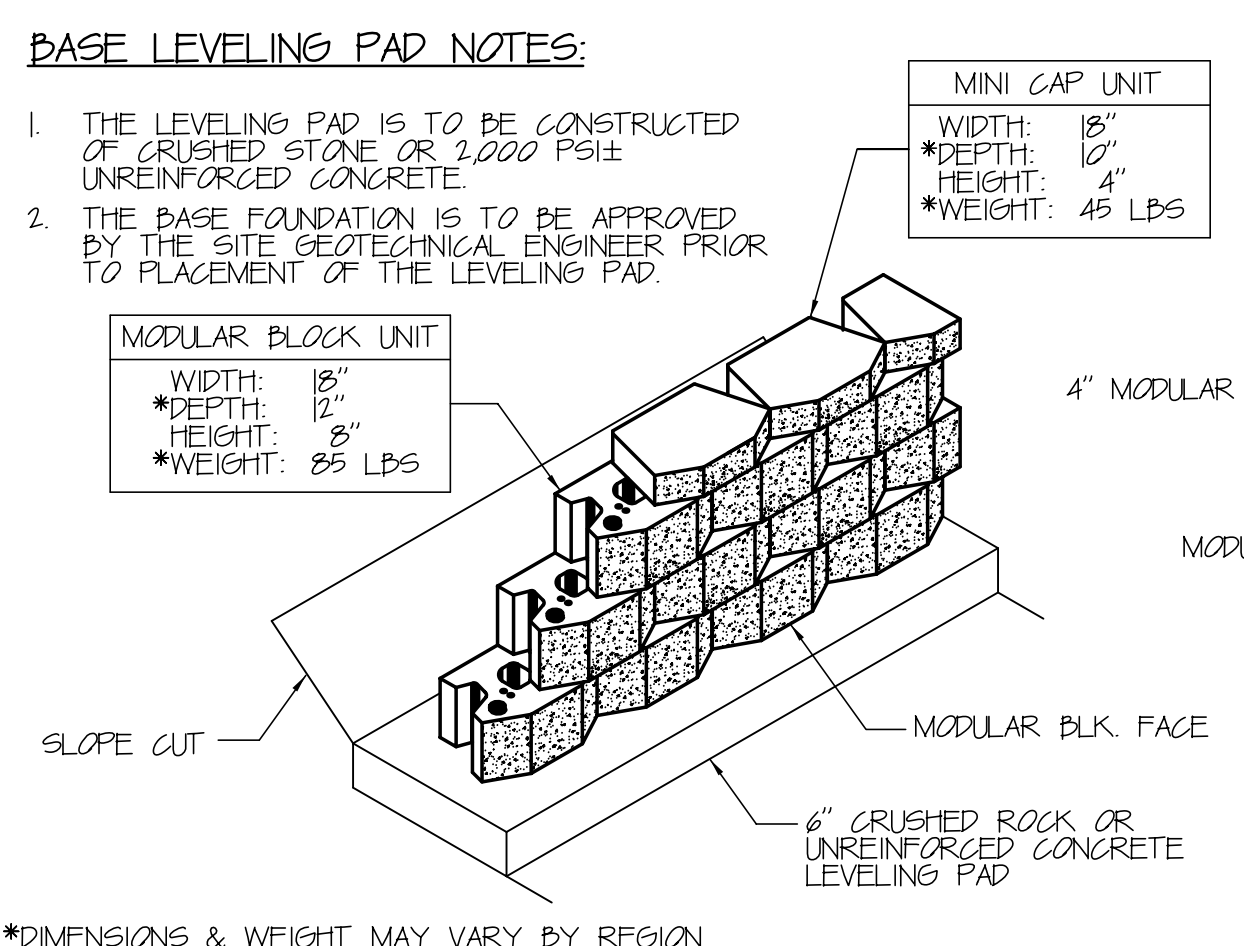 BASE LEVELING PAD NOTES:
1. THE LEVELING PAD IS TO BE CONSTRUCTED
OF CRUSHED STONE OR 2,000 PSI±
UNREINFORCED CONCRETE.
2. THE BASE FOUNDATION IS TO BE APPROVED
BY THE SITE GEOTECHNICAL ENGINEER PRIOR
TO PLACEMENT OF THE LEVELING PAD.
MINI CAP UNIT
WIDTH: 18"
*DEPTH: 10"
HEIGHT: 4"
*WEIGHT: 45 LBS
MODULAR BLOCK UNIT
WIDTH: 18"
*DEPTH: 12"
HEIGHT: 8"
*WEIGHT: 85 LBS
4" MODULAR
SLOPE CUT
MODULAR BLK. FACE
6" CRUSHED ROCK OR
UNREINFORCED CONCRETE
LEVELING PAD
*DIMENSIONS & WEIGHT MAY VARY BY REGION